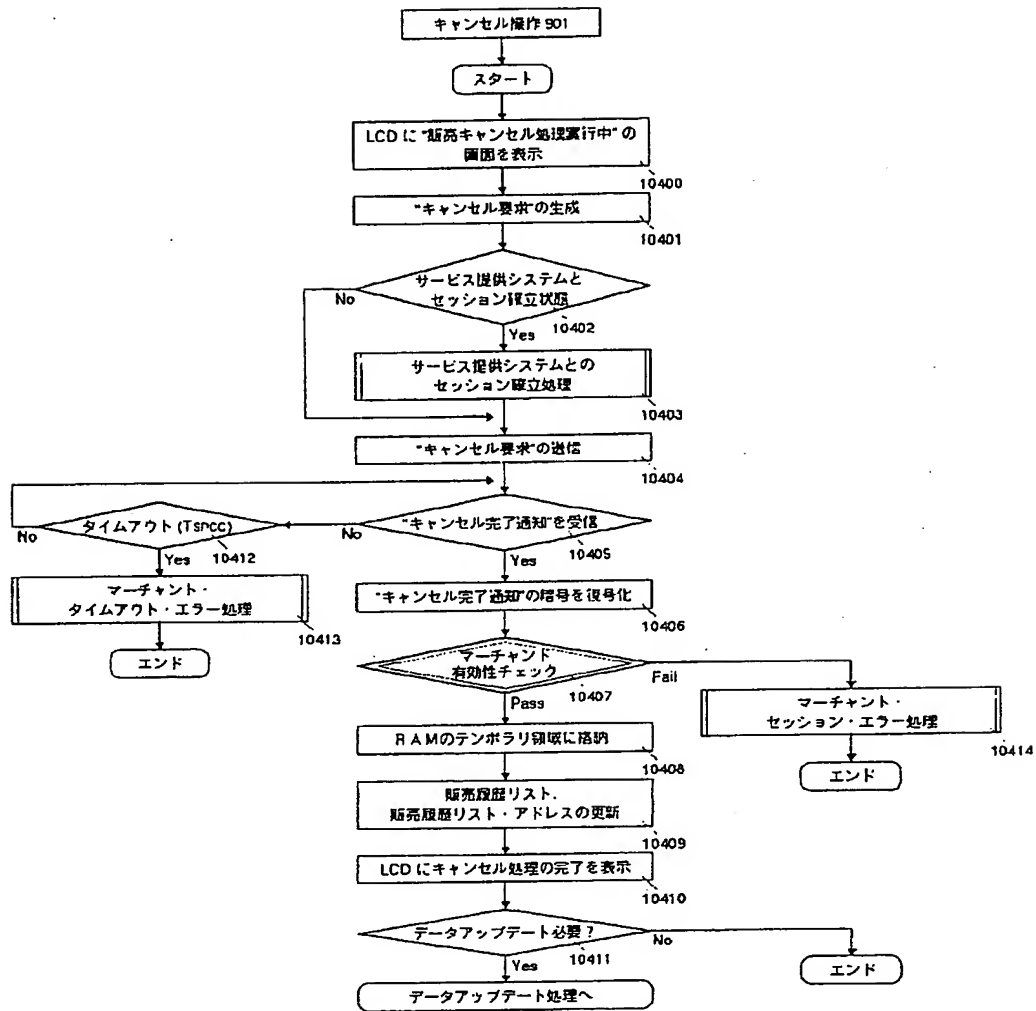 キャンセル操作 901
スタート
LCD に "販売キャンセル処理実行中" の
画面を表示
10400
"キャンセル要求"の生成
10401
サービス提供システムと
セッション確立状態
10402
No
Yes
サービス提供システムとの
セッション確立処理
10403
"キャンセル要求"の送信
10404
"キャンセル完了通知"を受信
10405
No
Yes
タイムアウト(TSPCC)
10412
No
Yes
マーチャント・
タイムアウト・エラー処理
10413
エンド
"キャンセル完了通知"の暗号を復号化
10406
マーチャント
有効性チェック
10407
Fail
Pass
マーチャント・
セッション・エラー処理
10414
エンド
RAMのテンポラリ領域に格納
10408
販売履歴リスト、
販売履歴リスト・アドレスの更新
10409
LCDにキャンセル処理の完了を表示
10410
データアップデート必要?
10411
No
Yes
エンド
データアップデート処理へ